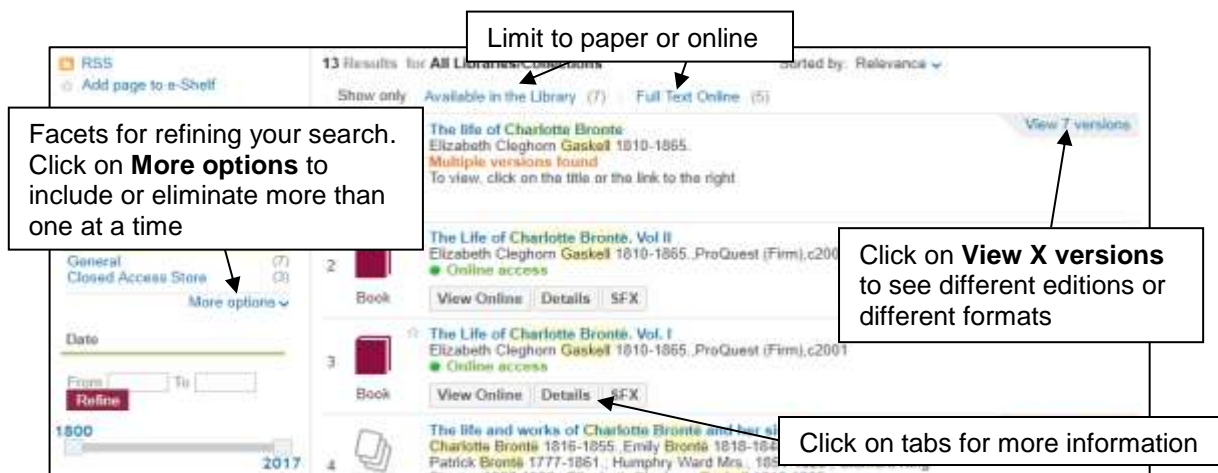 Limit to paper or online
RSS
Add page to e-Shelf
13 Results for All Libraries/Collections
Sorted by: Relevance
Show only Available in the Library (7) Full Text Online (5)
Facets for refining your search.
Click on More options to
include or eliminate more than
one at a time
The life of Charlotte Bronte
Elizabeth Cleghorn Gaskell 1810-1865.
Multiple versions found
To view, click on the title or the link to the right
View 7 versions
General (7)
Closed Access Store (3)
More options
Date
From To
Refine
1800
2017
2
Book
The Life of Charlotte Bronte. Vol II
Elizabeth Cleghorn Gaskell 1810-1865.,ProQuest (Firm),c200
Online access
View Online Details SFX
Click on View X versions
to see different editions or
different formats
3
Book
The Life of Charlotte Brontë. Vol. I
Elizabeth Cleghorn Gaskell 1810-1865.,ProQuest (Firm),c2001
Online access
View Online Details SFX
4
The life and works of Charlotte Bronte and her
Charlotte Brontë 1816-1855.,Emily Brontë 1818-184
Patrick Brontë 1777-1861., Humphry Ward Mrs., 185
Click on tabs for more information